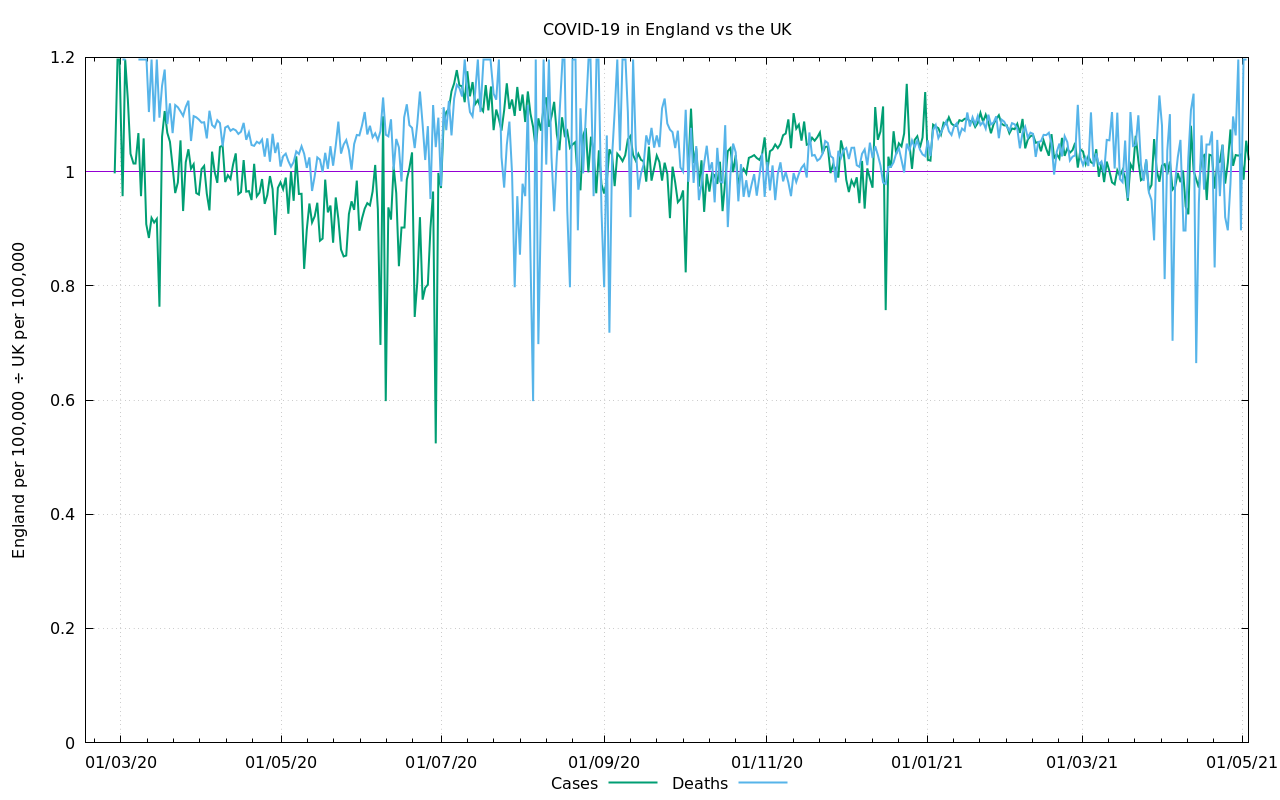 COVID-19 in England vs the UK
England per 100,000 ÷ UK per 100,000
1.2
1
0.8
0.6
0.4
0.2
0
01/03/20 01/05/20 01/07/20 01/09/20 01/11/20 01/01/21 01/03/21 01/05/21
Cases Deaths